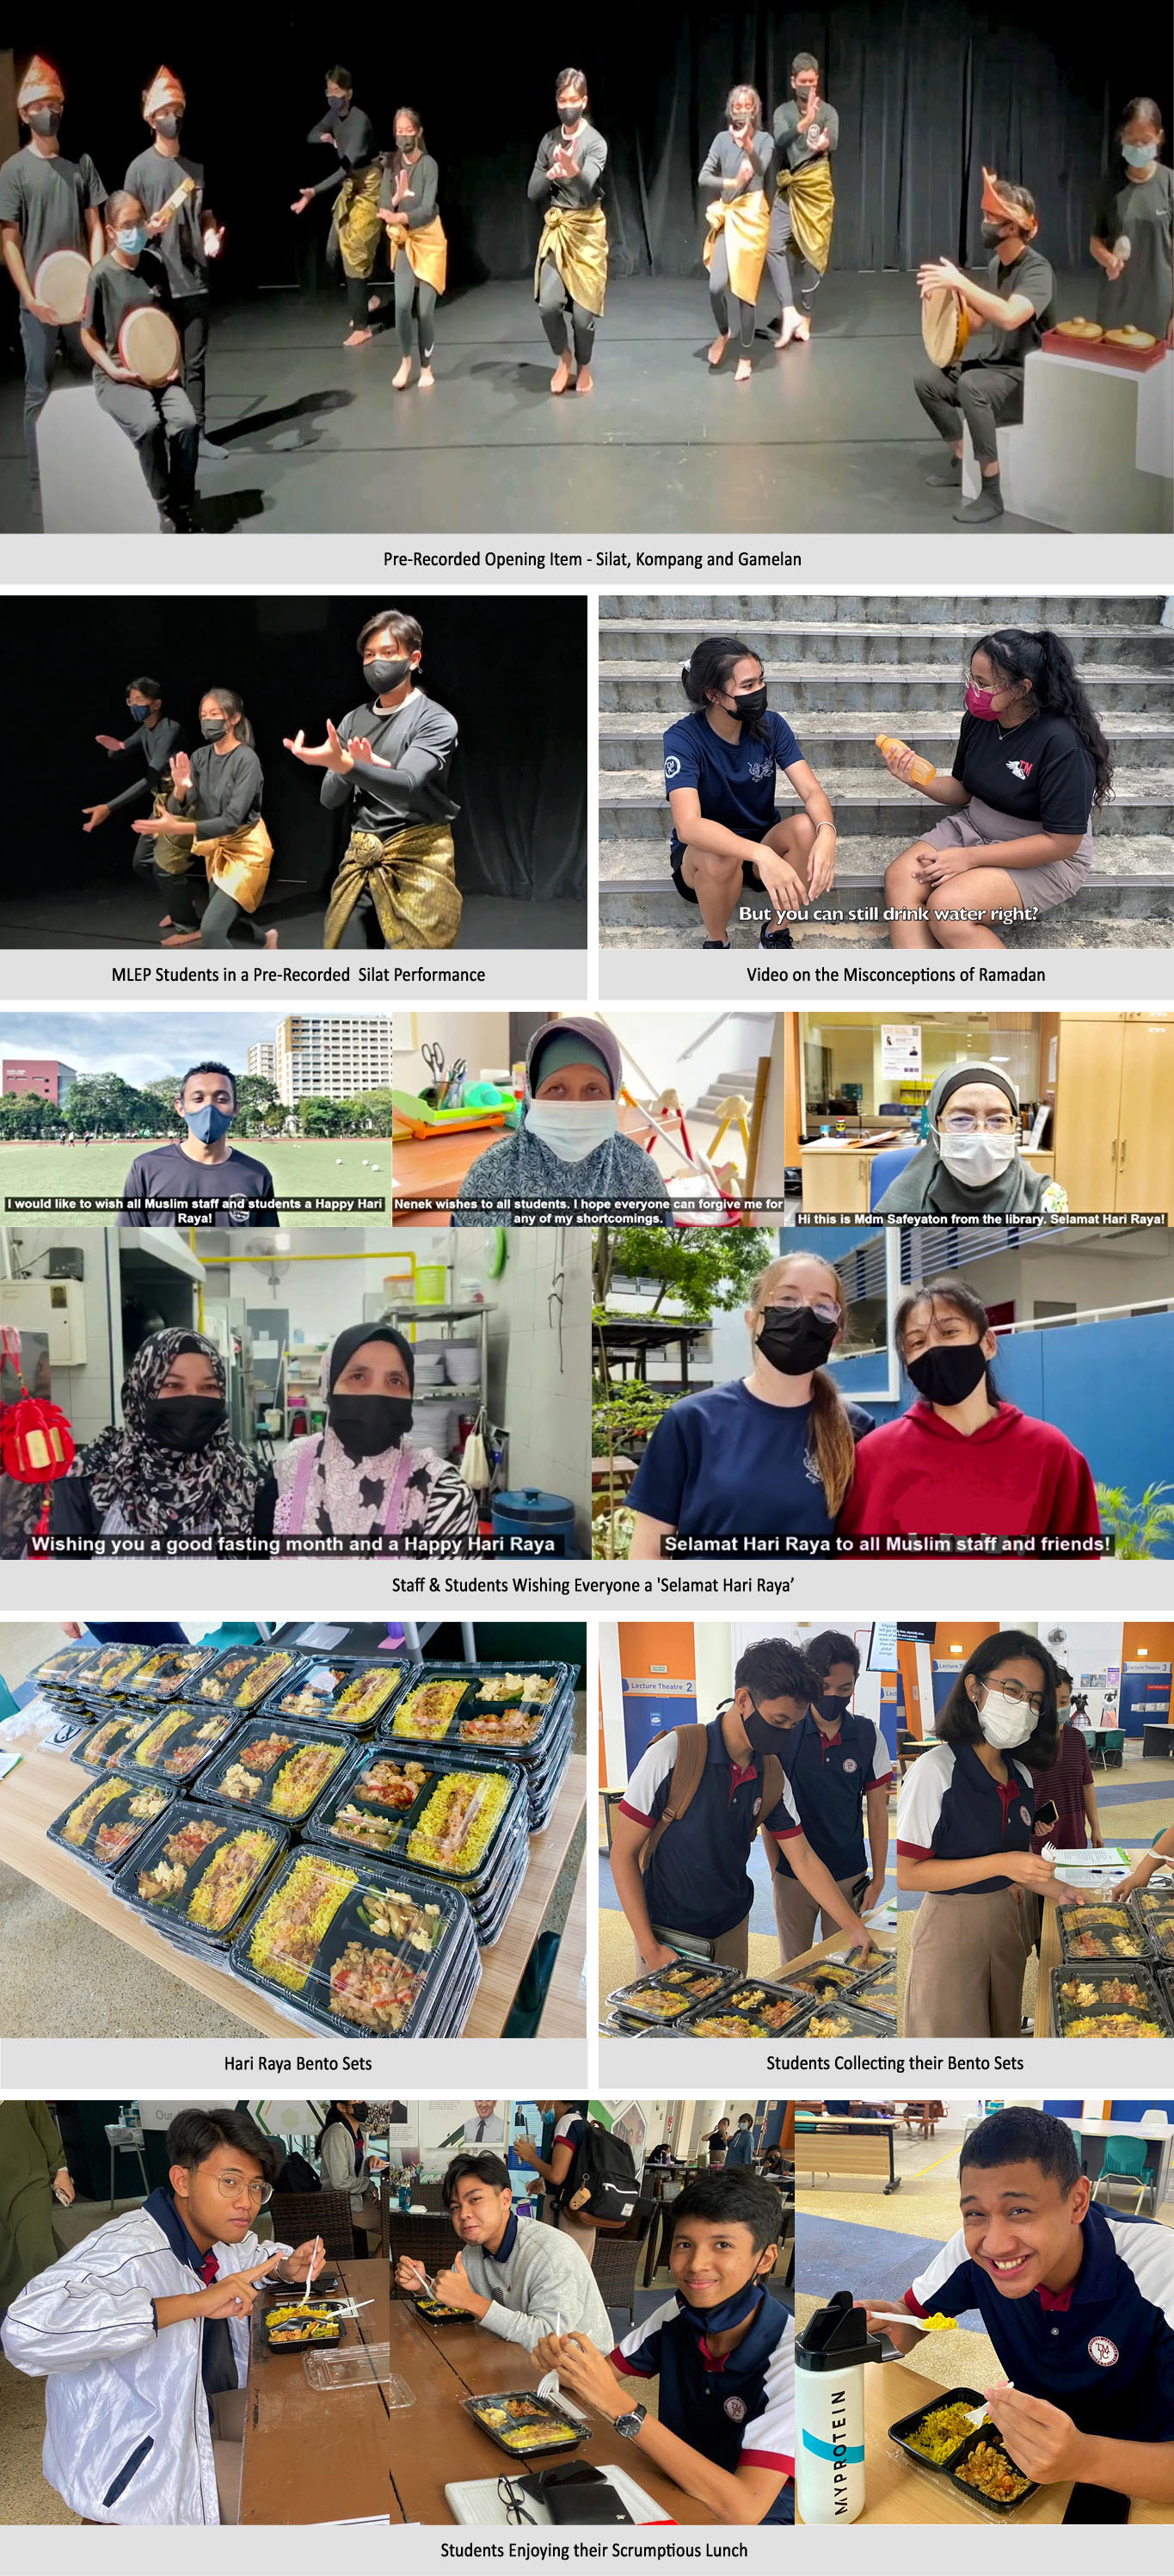 Pre-Recorded Opening Item - Silat, Kompang and Gamelan
But you can still drink water right?
MLEP Students in a Pre-Recorded  Silat Performance
Video on the Misconceptions of Ramadan
I would like to wish all Muslim staff and students a Happy Hari
Raya!
Nenek wishes to all students. I hope everyone can forgive me for
any of my shortcomings.
Hi this is Mdm Safeyaton from the library. Selamat Hari Raya!
Wishing you a good fasting month and a Happy Hari Raya
Selamat Hari Raya to all Muslim staff and friends!
Staff & Students Wishing Everyone a 'Selamat Hari Raya’
Lecture Theatre 2
Hari Raya Bento Sets
Students Collecting their Bento Sets
Our
MYPROTEIN
Students Enjoying their Scrumptious Lunch